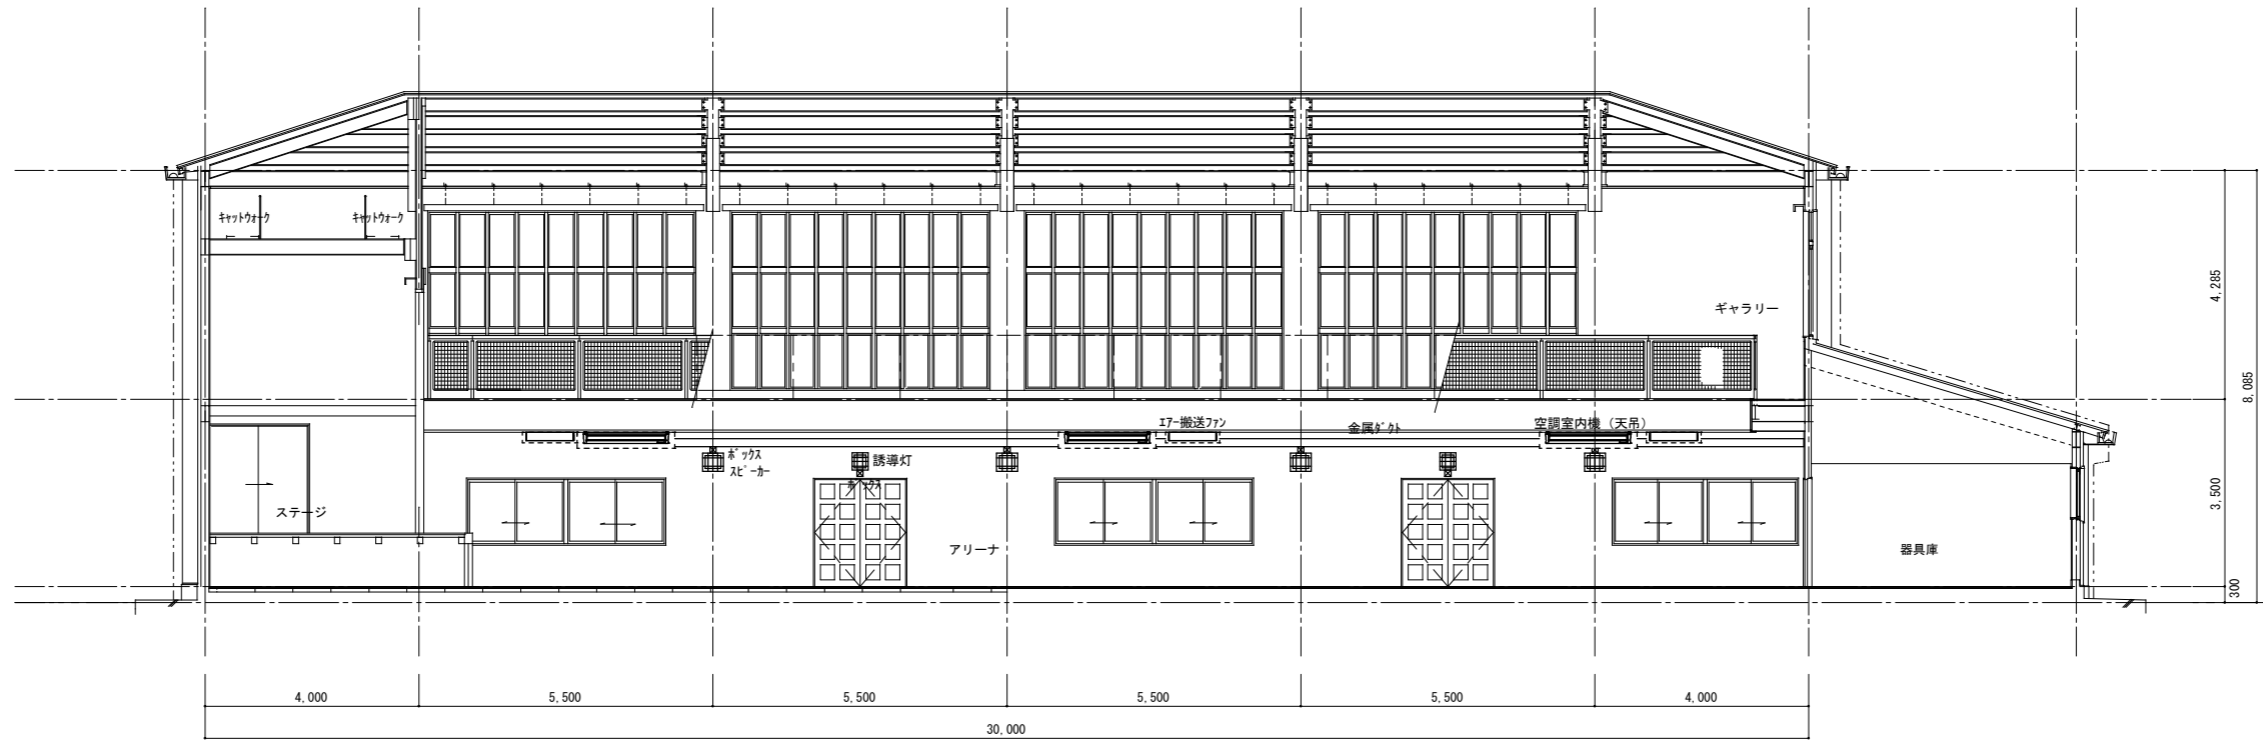 キャットウォーク
キャットウォーク
4,285
ギャラリー
8,085
エアー搬送ファン
金属ダクト
空調室内機（天吊）
ボックス
スピーカー
誘導灯
ボックス
ステージ
3,500
アリーナ
器具庫
300
4,000
5,500
5,500
5,500
5,500
4,000
30,000